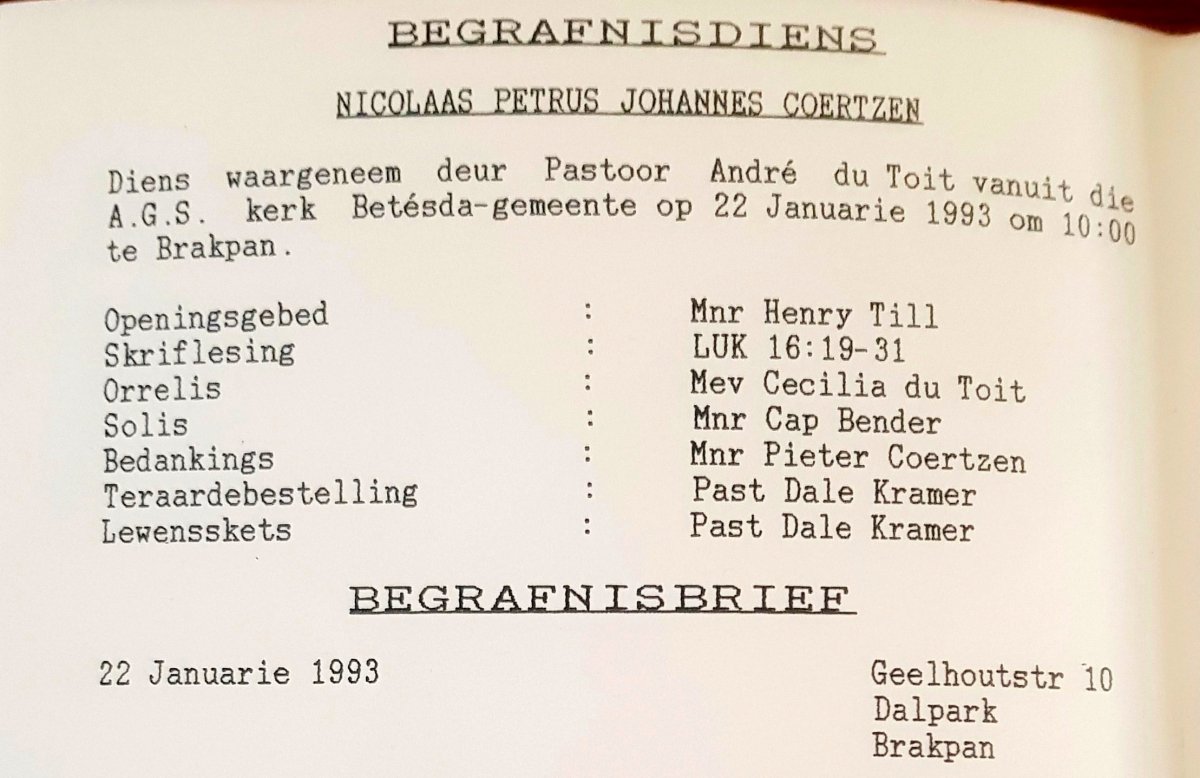 BEGRAFNISDIENS
NICOLAAS PETRUS JOHANNES COERTZEN
Diens waargeneem deur Pastoor André du Toit vanuit die
A.G.S. kerk Betésda-gemeente op 22 Januarie 1993 om 10:00
te Brakpan.
Openingsgebed : Mnr Henry Till
Skriflesing : LUK 16:19-31
Orrelis : Mev Cecilia du Toit
Solis : Mnr Cap Bender
Bedankings : Mnr Pieter Coertzen
Teraardebestelling : Past Dale Kramer
Lewensskets : Past Dale Kramer
BEGRAFNISBRIEF
22 Januarie 1993 Geelhoutstr 10
Dalpark
Brakpan